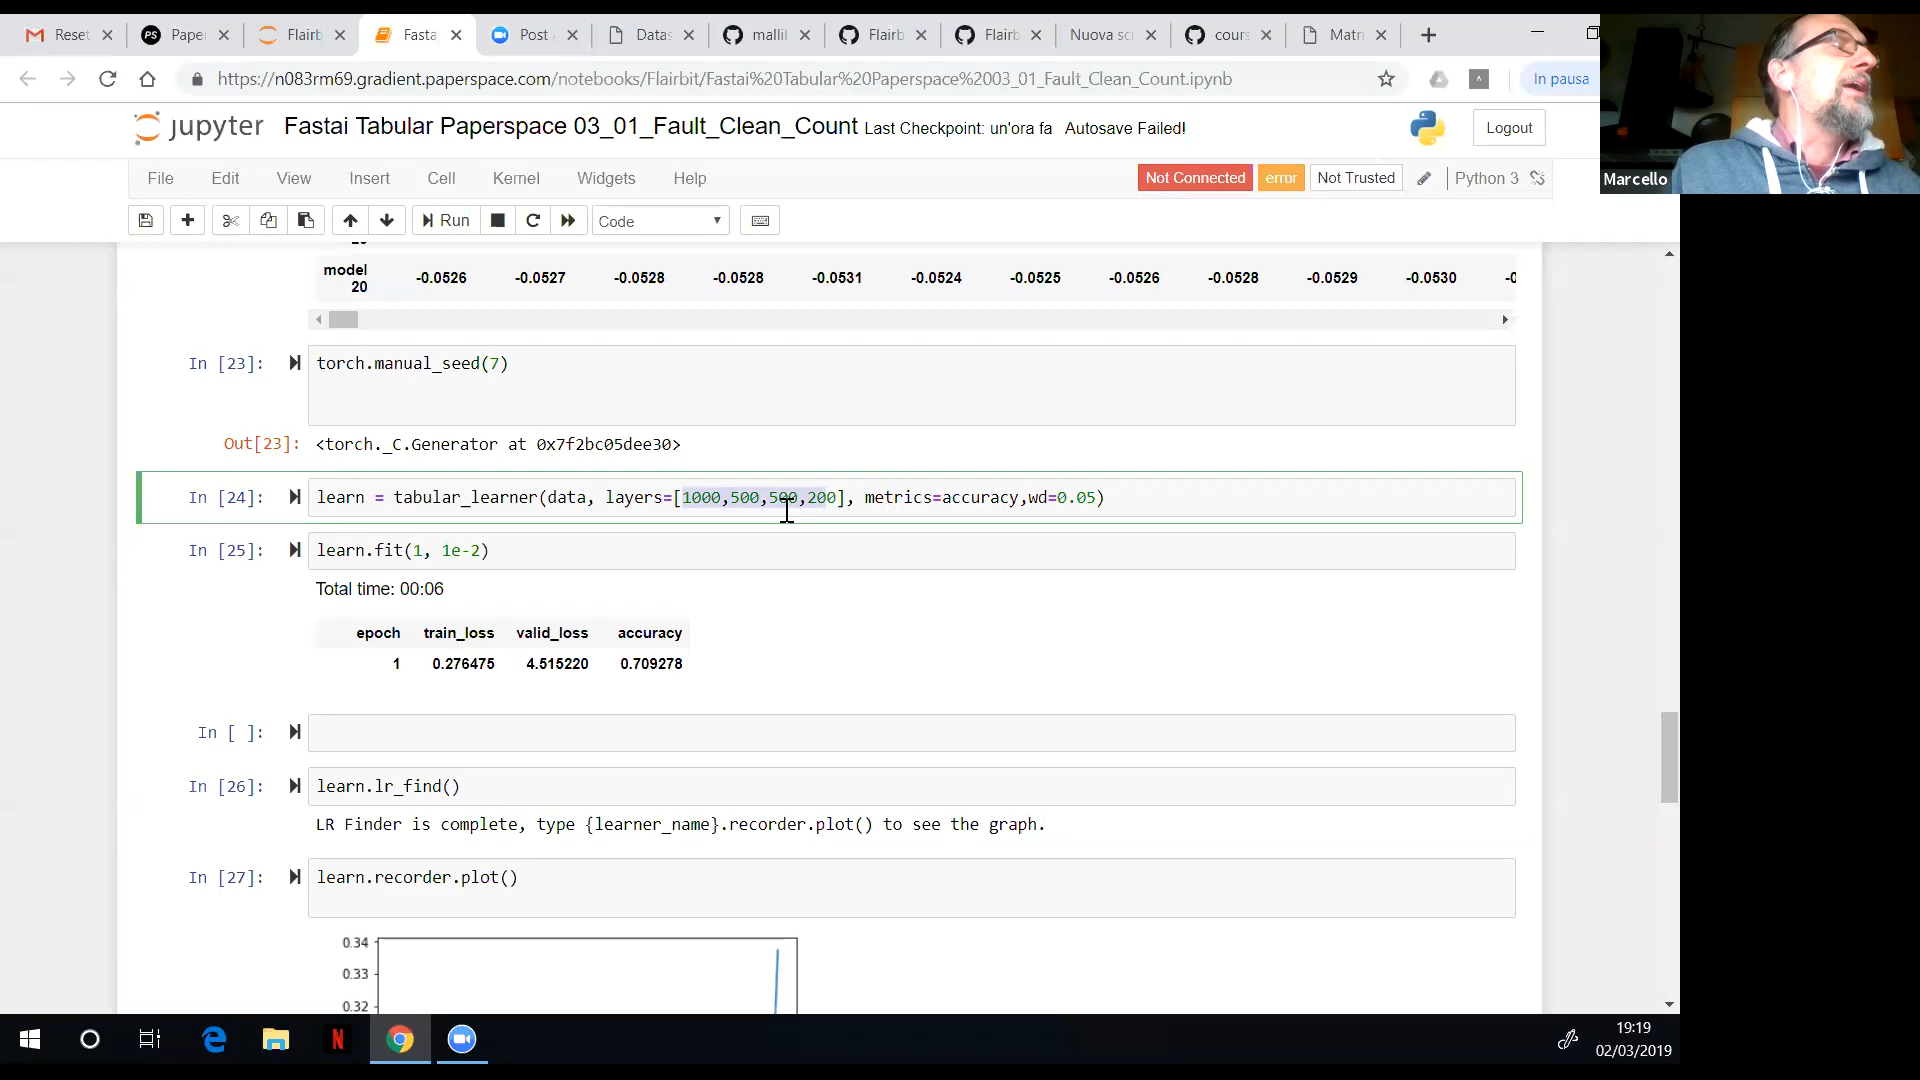 Reset
Pape
Flairb
Fasta
Post
Datas
mallil
Flairb
Flairb
Nuova sc
cours
Matr
https://n083rm69.gradient.paperspace.com/notebooks/Flairbit/Fastai%20Tabular%20Paperspace%2003_01_Fault_Clean_Count.ipynb
In pausa
jupyter Fastai Tabular Paperspace 03_01_Fault_Clean_Count Last Checkpoint: un'ora fa Autosave Failed!
Logout
Marcello
File Edit View Insert Cell Kernel Widgets Help
Not Connected error Not Trusted Python 3
Run Code
model
20 -0.0526 -0.0527 -0.0528 -0.0528 -0.0531 -0.0524 -0.0525 -0.0526 -0.0528 -0.0529 -0.0530 -0
In [23]: torch.manual_seed(7)
Out[23]: <torch._C.Generator at 0x7f2bc05dee30>
In [24]: learn = tabular_learner(data, layers=[1000,500,500,200], metrics=accuracy,wd=0.05)
In [25]: learn.fit(1, 1e-2)
Total time: 00:06
epoch train_loss valid_loss accuracy
1 0.276475 4.515220 0.709278
In [ ]:
In [26]: learn.lr_find()
LR Finder is complete, type {learner_name}.recorder.plot() to see the graph.
In [27]: learn.recorder.plot()
0.34
0.33
0.32
19:19
02/03/2019